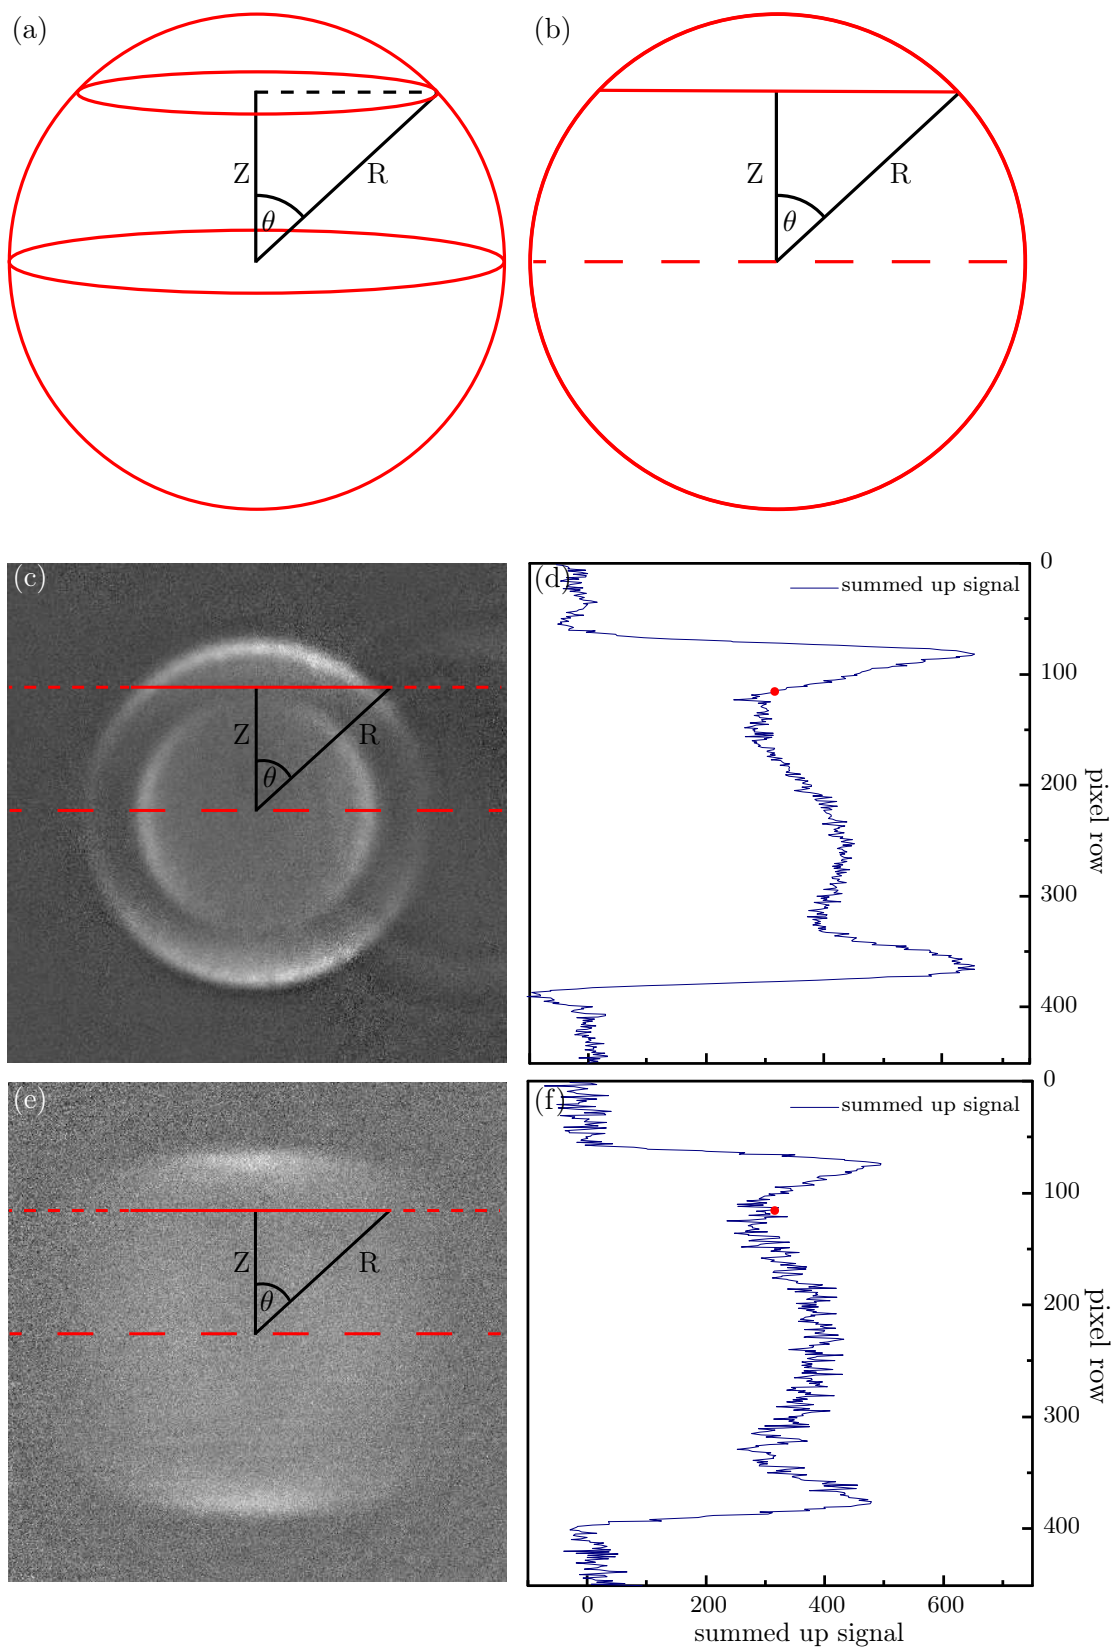 (a)
Z
R
θ
(b)
Z
R
θ
(c)
Z
R
θ
(d)
summed up signal
0
100
200
300
400
pixel row
(e)
Z
R
θ
(f)
summed up signal
0
100
200
300
400
pixel row
0 200 400 600
summed up signal